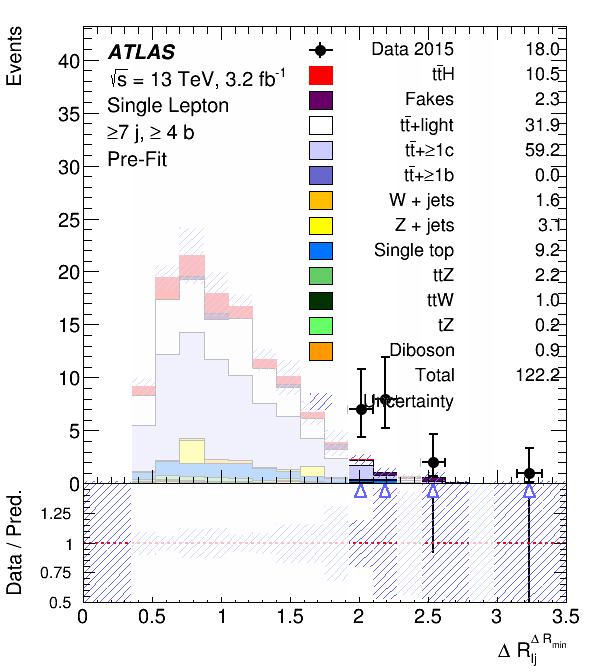 Events
ATLAS
√s = 13 TeV, 3.2 fb⁻¹
Single Lepton
≥7 j, ≥ 4 b
Pre-Fit
Data 2015 18.0
tt̄H 10.5
Fakes 2.3
tt̄+light 31.9
tt̄+≥1c 59.2
tt̄+≥1b 0.0
W + jets 1.6
Z + jets 3.1
Single top 9.2
ttZ 2.2
ttW 1.0
tZ 0.2
Diboson 0.9
Total 122.2
Uncertainty
40
35
30
25
20
15
10
5
0
Data / Pred.
1.25
1
0.75
0.5
0 0.5 1 1.5 2 2.5 3 3.5
Δ R_lj^Δ R_min